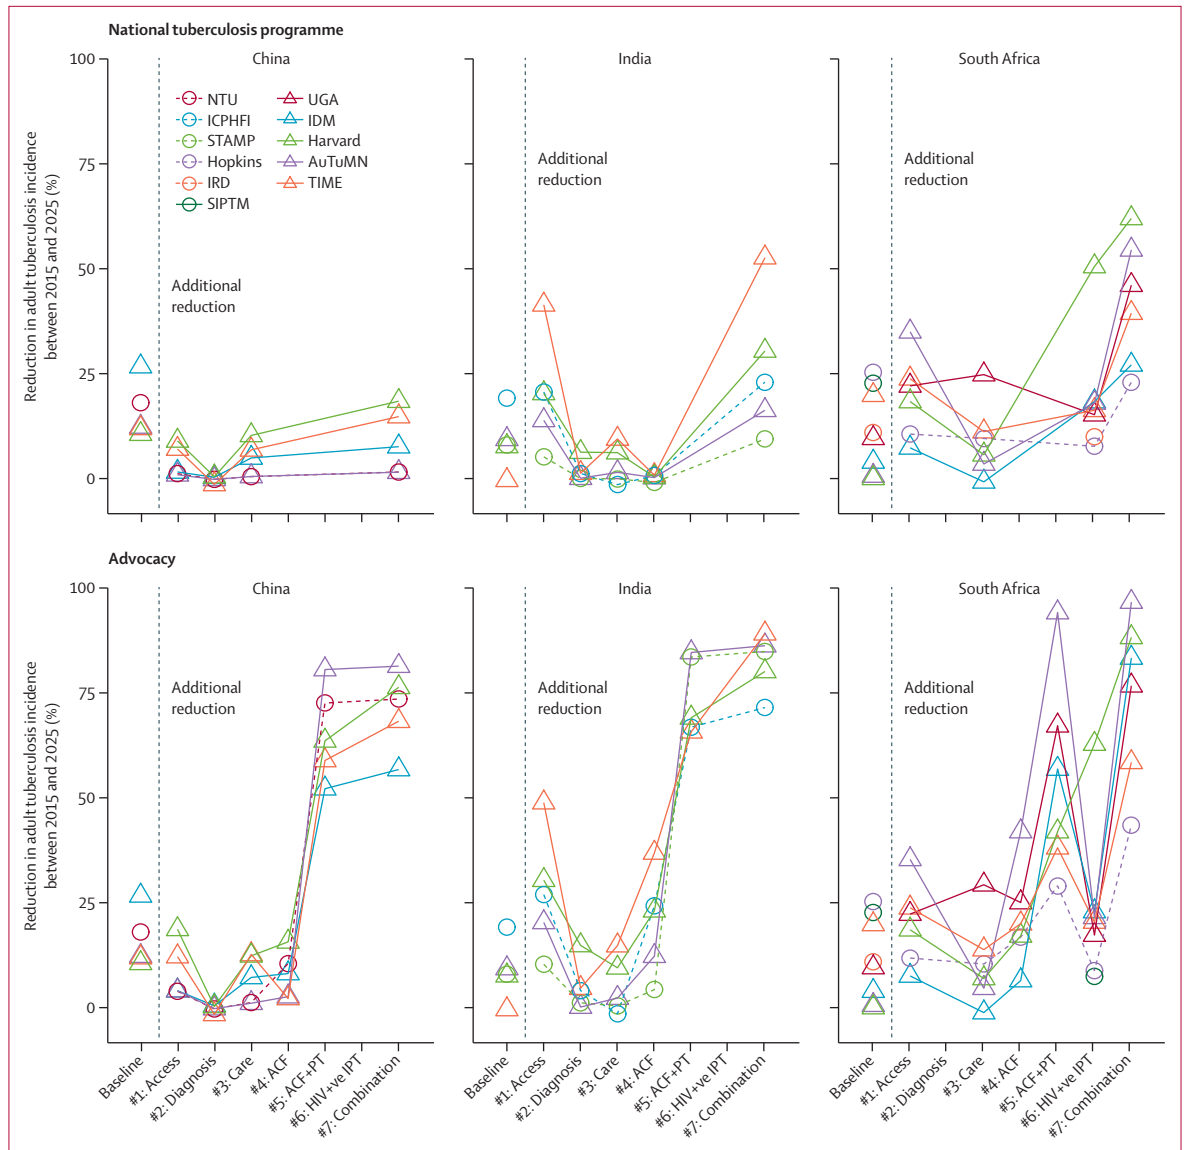 National tuberculosis programme
China
India
South Africa
100
75
50
25
0
Reduction in adult tuberculosis incidence
between 2015 and 2025 (%)
NTU
ICPHFI
STAMP
Hopkins
IRD
SIPTM
UGA
IDM
Harvard
AuTuMN
TIME
Additional
reduction
Additional
reduction
Additional
reduction
Advocacy
China
India
South Africa
100
75
50
25
0
Reduction in adult tuberculosis incidence
between 2015 and 2025 (%)
Additional
reduction
Additional
reduction
Additional
reduction
Baseline
#1: Access
#2: Diagnosis
#3: Care
#4: ACF
#5: ACF+PT
#6: HIV+ve IPT
#7: Combination
Baseline
#1: Access
#2: Diagnosis
#3: Care
#4: ACF
#5: ACF+PT
#6: HIV+ve IPT
#7: Combination
Baseline
#1: Access
#2: Diagnosis
#3: Care
#4: ACF
#5: ACF+PT
#6: HIV+ve IPT
#7: Combination